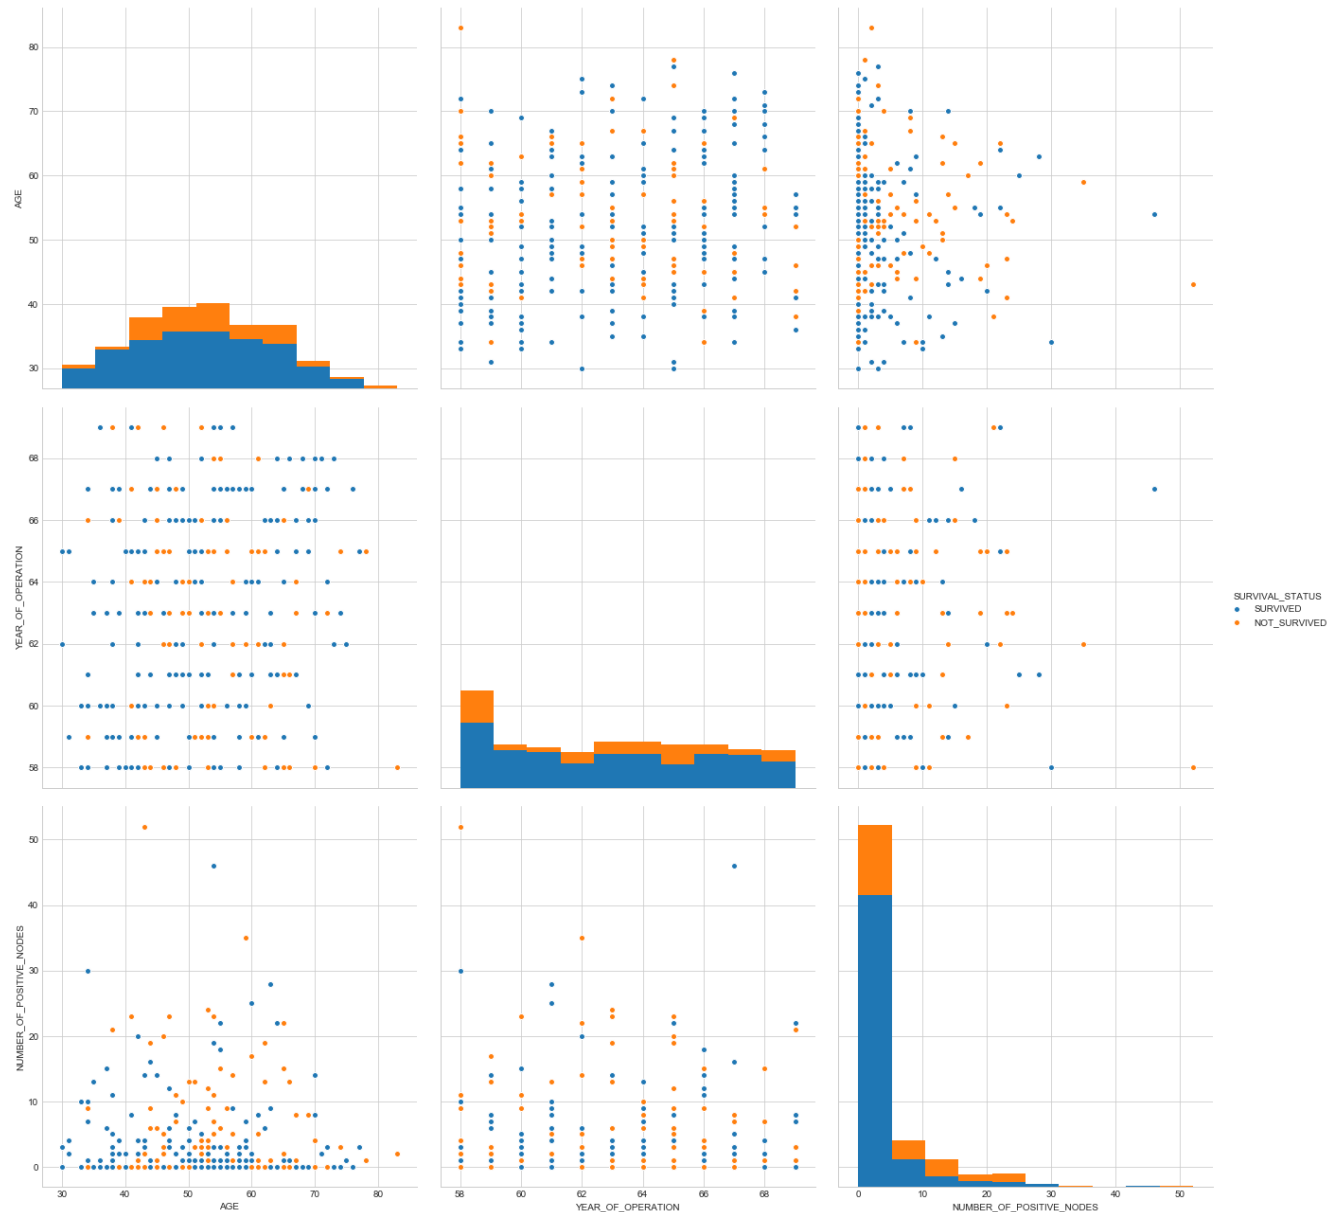 80
70
60
50
40
30
AGE
68
66
64
62
60
58
YEAR_OF_OPERATION
SURVIVAL_STATUS
SURVIVED
NOT_SURVIVED
50
40
30
20
10
0
NUMBER_OF_POSITIVE_NODES
30 40 50 60 70 80
AGE
58 60 62 64 66 68
YEAR_OF_OPERATION
0 10 20 30 40 50
NUMBER_OF_POSITIVE_NODES